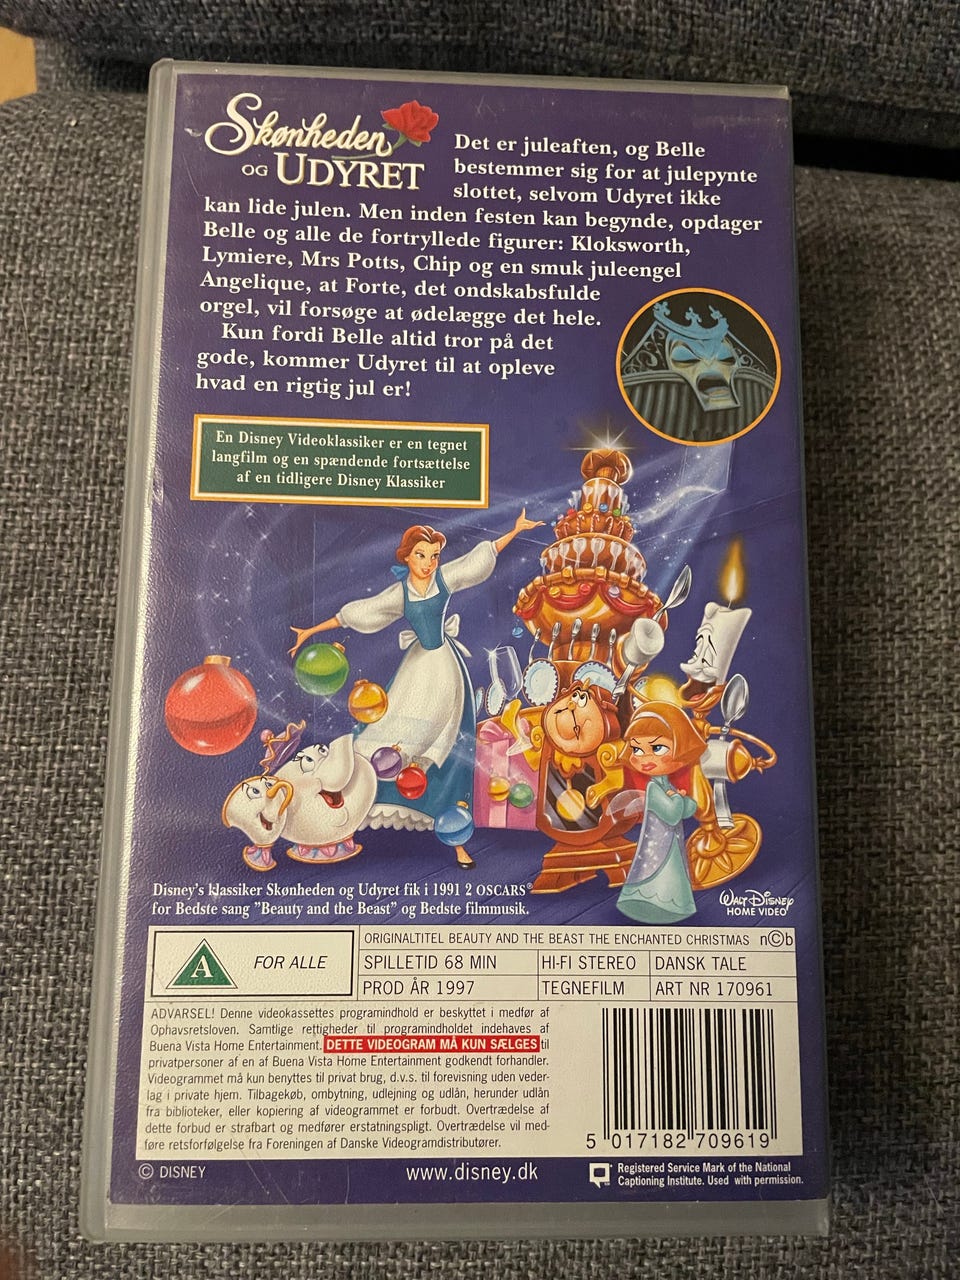 Skønheden
OG UDYRET
Det er juleaften, og Belle
bestemmer sig for at julepynte
slottet, selvom Udyret ikke
kan lide julen. Men inden festen kan begynde, opdager
Belle og alle de fortryllede figurer: Kloksworth,
Lymiere, Mrs Potts, Chip og en smuk juleengel
Angelique, at Forte, det ondskabsfulde
orgel, vil forsøge at ødelægge det hele.
Kun fordi Belle altid tror på det
gode, kommer Udyret til at opleve
hvad en rigtig jul er!
En Disney Videoklassiker er en tegnet
langfilm og en spændende fortsættelse
af en tidligere Disney Klassiker
Disney's klassiker Skønheden og Udyret fik i 1991 2 OSCARS®
for Bedste sang "Beauty and the Beast" og Bedste filmmusik.
WALT DISNEY
HOME VIDEO
A FOR ALLE
ORIGINALTITEL BEAUTY AND THE BEAST THE ENCHANTED CHRISTMAS n©b
SPILLETID 68 MIN HI-FI STEREO DANSK TALE
PROD ÅR 1997 TEGNEFILM ART NR 170961
ADVARSEL! Denne videokassettes programindhold er beskyttet i medfør af
Ophavsretsloven. Samtlige rettigheder til programindholdet indehaves af
Buena Vista Home Entertainment. DETTE VIDEOGRAM MÅ KUN SÆLGES til
privatpersoner af en af Buena Vista Home Entertainment godkendt forhandler.
Videogrammet må kun benyttes til privat brug, d.v.s. til forevisning uden veder-
lag i private hjem. Tilbagekøb, ombytning, udlejning og udlån, herunder udlån
fra biblioteker, eller kopiering af videogrammet er forbudt. Overtrædelse af
dette forbud er strafbart og medfører erstatningspligt. Overtrædelse vil med-
føre retsforfølgelse fra Foreningen af Danske Videogramdistributører.
5 017182 709619
© DISNEY
www.disney.dk
Registered Service Mark of the National
Captioning Institute. Used with permission.